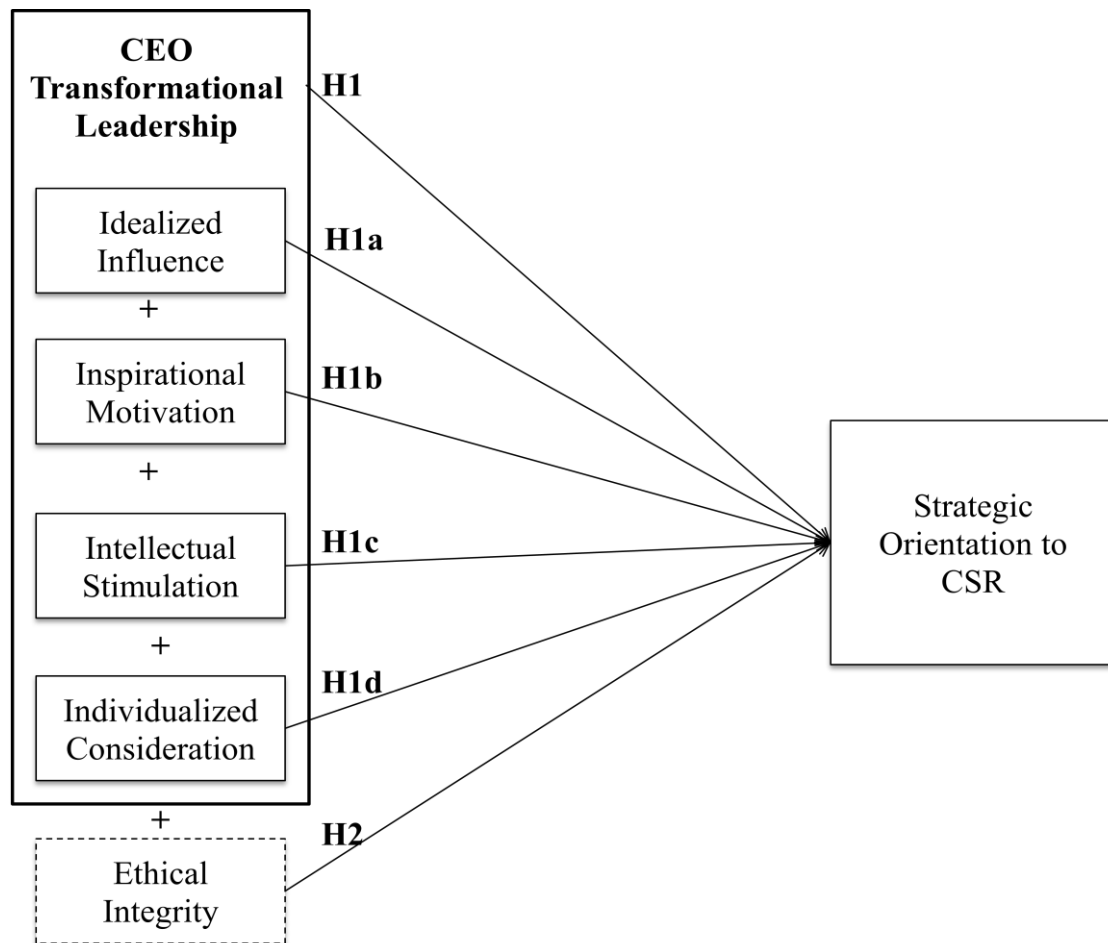 CEO
Transformational
Leadership
H1
Idealized
Influence
H1a
+
Inspirational
Motivation
H1b
+
Intellectual
Stimulation
H1c
+
Individualized
Consideration
H1d
+
Ethical
Integrity
H2
Strategic
Orientation to
CSR